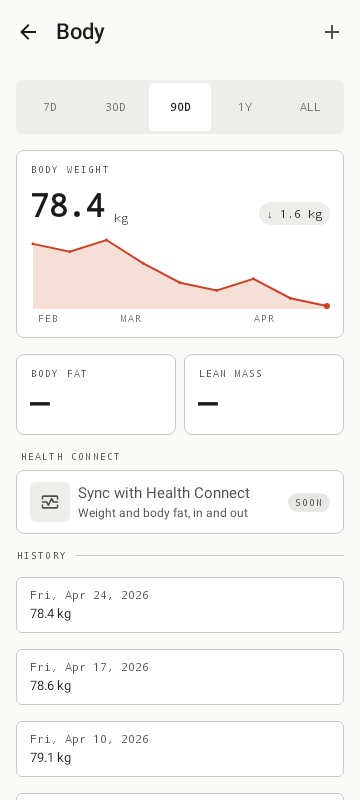 Body
7D 30D 90D 1Y ALL
BODY WEIGHT
78.4 kg
↓ 1.6 kg
FEB MAR APR
BODY FAT
—
LEAN MASS
—
HEALTH CONNECT
Sync with Health Connect
Weight and body fat, in and out
SOON
HISTORY
Fri, Apr 24, 2026
78.4 kg
Fri, Apr 17, 2026
78.6 kg
Fri, Apr 10, 2026
79.1 kg